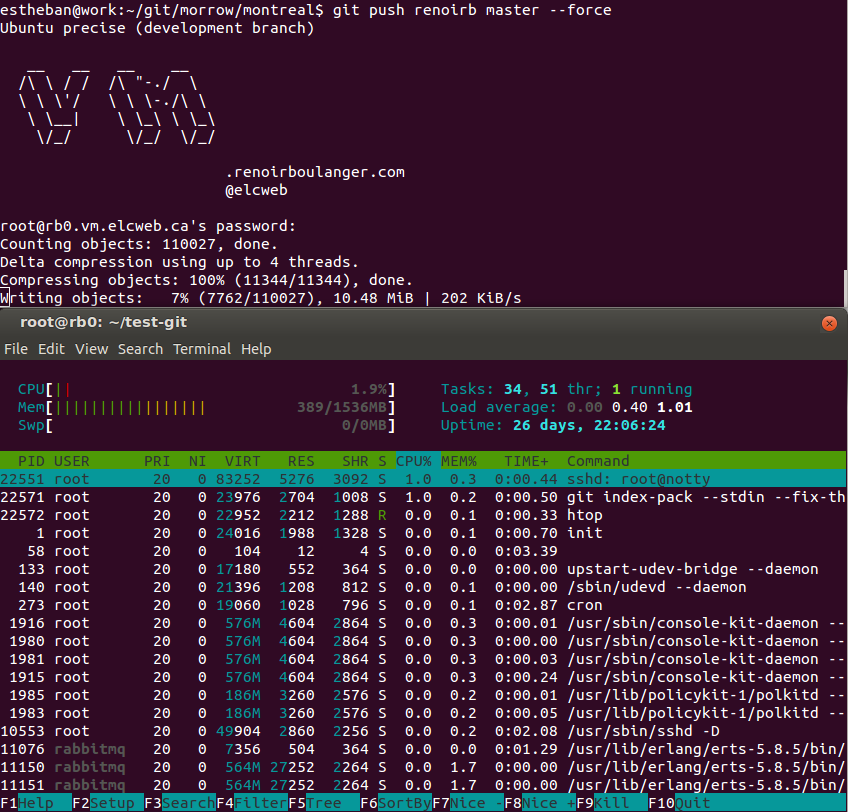 estheban@work:~/git/morrow/montreal$ git push renoirb master --force
Ubuntu precise (development branch)
  __   __   __    __
 /\ \ / /  /\ "-./  \
 \ \ \'/   \ \ \-./\ \
  \ \__|    \ \_\ \ \_\
   \/_/      \/_/  \/_/
.renoirboulanger.com
@elcweb
root@rb0.vm.elcweb.ca's password:
Counting objects: 110027, done.
Delta compression using up to 4 threads.
Compressing objects: 100% (11344/11344), done.
Writing objects:   7% (7762/110027), 10.48 MiB | 202 KiB/s
root@rb0: ~/test-git
File Edit View Search Terminal Help
CPU[|| 1.9%] Tasks: 34, 51 thr; 1 running
Mem[||||||||||||||||| 389/1536MB] Load average: 0.00 0.40 1.01
Swp[ 0/0MB] Uptime: 26 days, 22:06:24
PID USER PRI NI VIRT RES SHR S CPU% MEM% TIME+ Command
22551 root 20 0 83252 5276 3092 S 1.0 0.3 0:00.44 sshd: root@notty
22571 root 20 0 23976 2704 1008 S 1.0 0.2 0:00.50 git index-pack --stdin --fix-th
22572 root 20 0 22952 2212 1288 R 0.0 0.1 0:00.33 htop
1 root 20 0 24016 1988 1328 S 0.0 0.1 0:00.70 init
58 root 20 0 104 12 4 S 0.0 0.0 0:03.39
133 root 20 0 17180 552 364 S 0.0 0.0 0:00.00 upstart-udev-bridge --daemon
140 root 20 0 21396 1208 812 S 0.0 0.1 0:00.00 /sbin/udevd --daemon
273 root 20 0 19060 1028 796 S 0.0 0.1 0:02.87 cron
1916 root 20 0 576M 4604 2864 S 0.0 0.3 0:00.01 /usr/sbin/console-kit-daemon --
1980 root 20 0 576M 4604 2864 S 0.0 0.3 0:00.00 /usr/sbin/console-kit-daemon --
1981 root 20 0 576M 4604 2864 S 0.0 0.3 0:00.03 /usr/sbin/console-kit-daemon --
1915 root 20 0 576M 4604 2864 S 0.0 0.3 0:00.24 /usr/sbin/console-kit-daemon --
1985 root 20 0 186M 3260 2576 S 0.0 0.2 0:00.01 /usr/lib/policykit-1/polkitd --
1983 root 20 0 186M 3260 2576 S 0.0 0.2 0:00.05 /usr/lib/policykit-1/polkitd --
10553 root 20 0 49904 2860 2256 S 0.0 0.2 0:02.08 /usr/sbin/sshd -D
11076 rabbitmq 20 0 7356 504 364 S 0.0 0.0 0:01.29 /usr/lib/erlang/erts-5.8.5/bin/
11150 rabbitmq 20 0 564M 27252 2264 S 0.0 1.7 0:00.00 /usr/lib/erlang/erts-5.8.5/bin/
11151 rabbitmq 20 0 564M 27252 2264 S 0.0 1.7 0:00.00 /usr/lib/erlang/erts-5.8.5/bin/
F1Help F2Setup F3SearchF4FilterF5Tree F6SortByF7Nice -F8Nice +F9Kill F10Quit